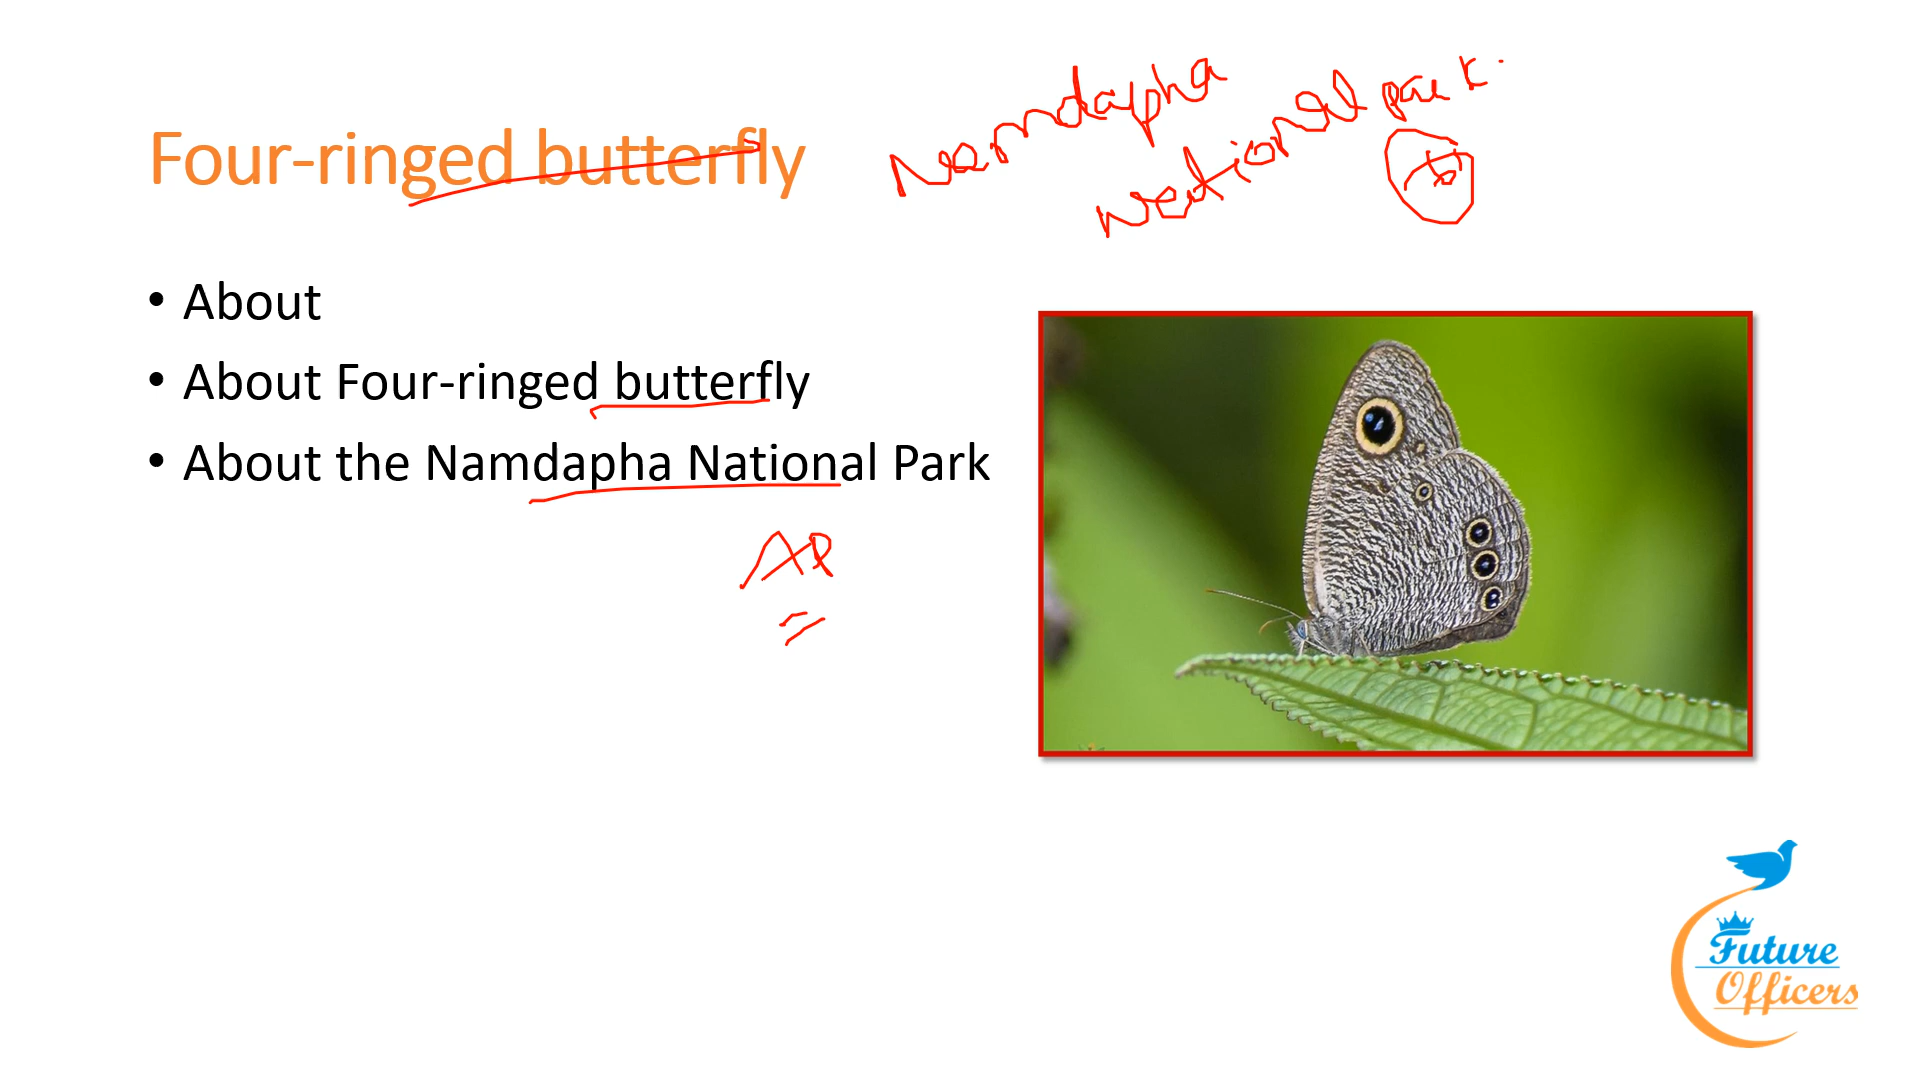 Namdapha
National park.
Four-ringed butterfly
• About
• About Four-ringed butterfly
• About the Namdapha National Park
AP
Future
Officers